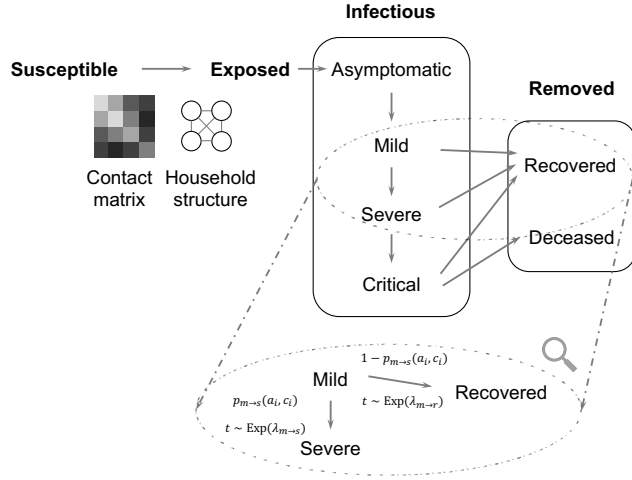 Infectious
Susceptible
Exposed
Asymptomatic
Removed
Mild
Recovered
Contact
matrix
Household
structure
Severe
Deceased
Critical
1 − p_{m→s}(a_i, c_i)
Mild
Recovered
p_{m→s}(a_i, c_i)
t ~ Exp(λ_{m→r})
t ~ Exp(λ_{m→s})
Severe